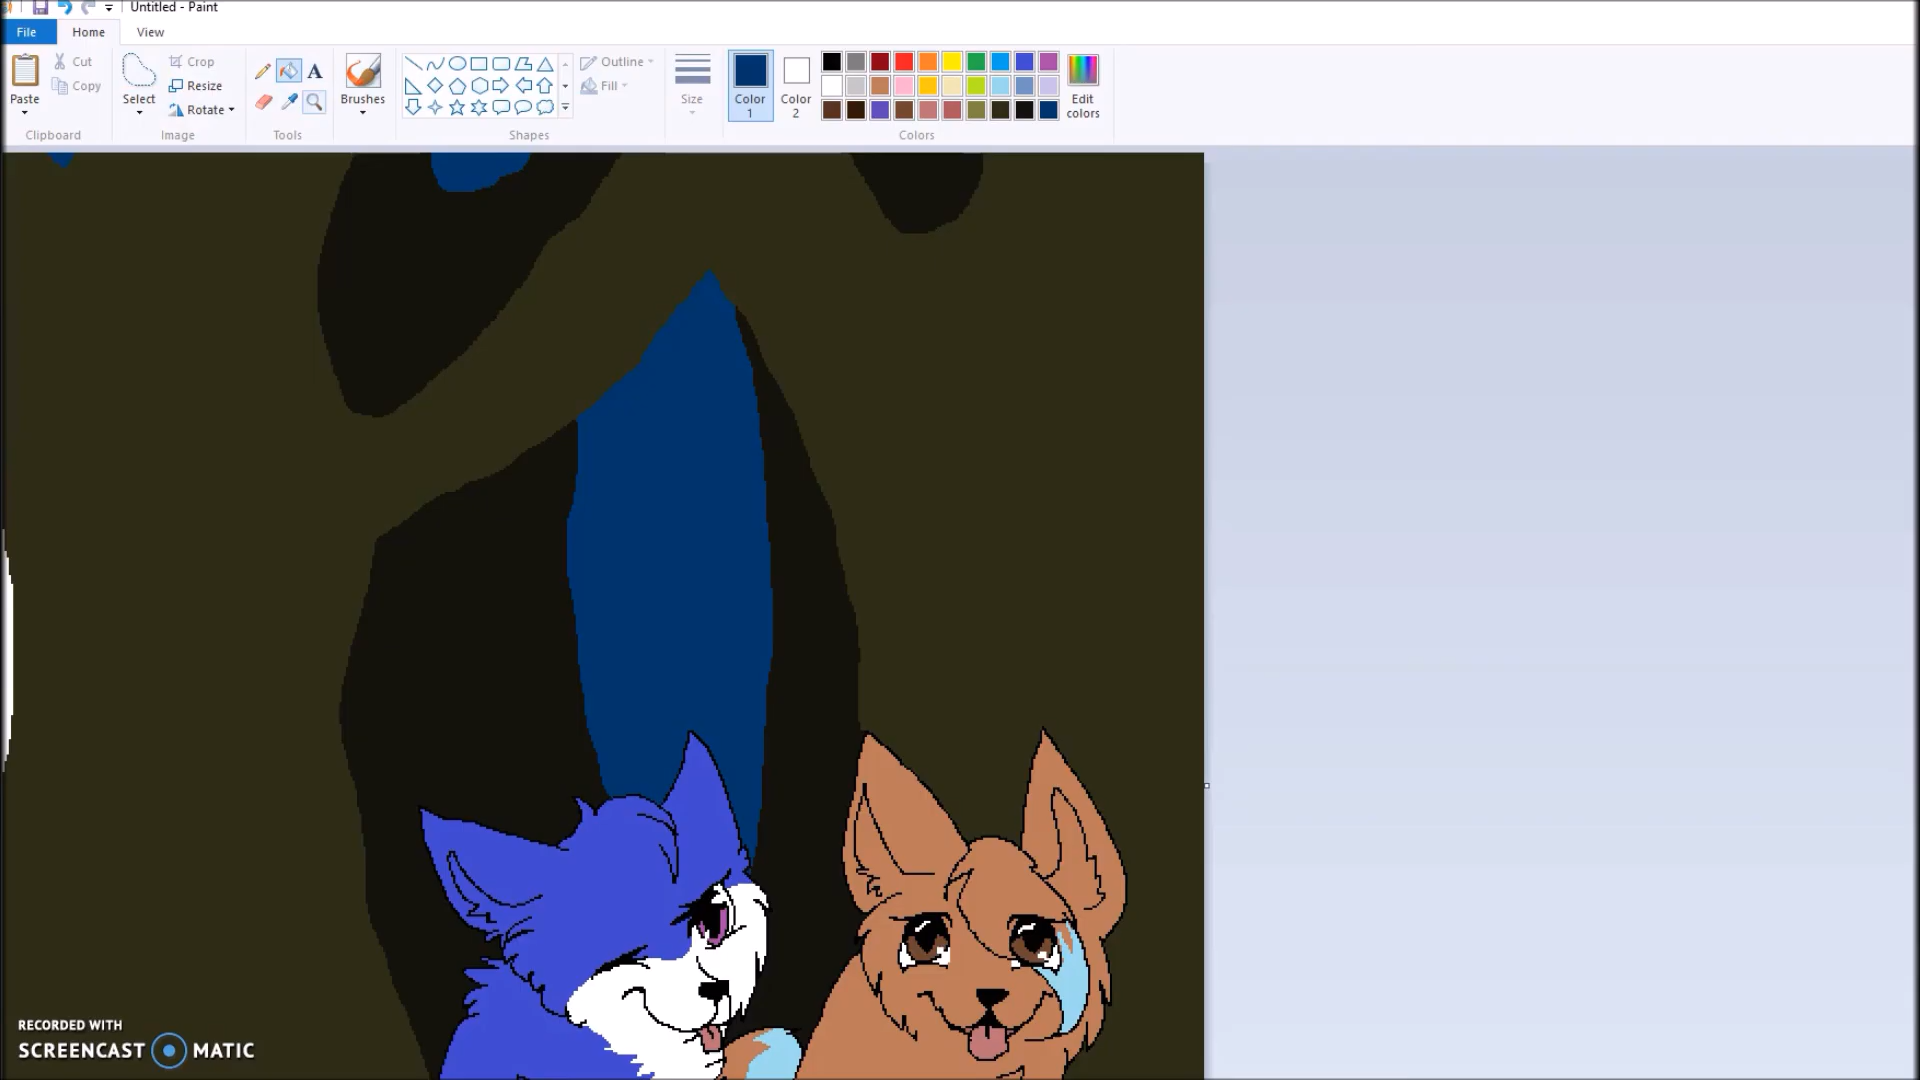 Untitled - Paint
File
Home
View
Paste
Cut
Copy
Clipboard
Select
Crop
Resize
Rotate
Image
A
Tools
Brushes
Outline
Fill
Shapes
Size
Color
1
Color
2
Colors
Edit
colors
RECORDED WITH
SCREENCAST MATIC